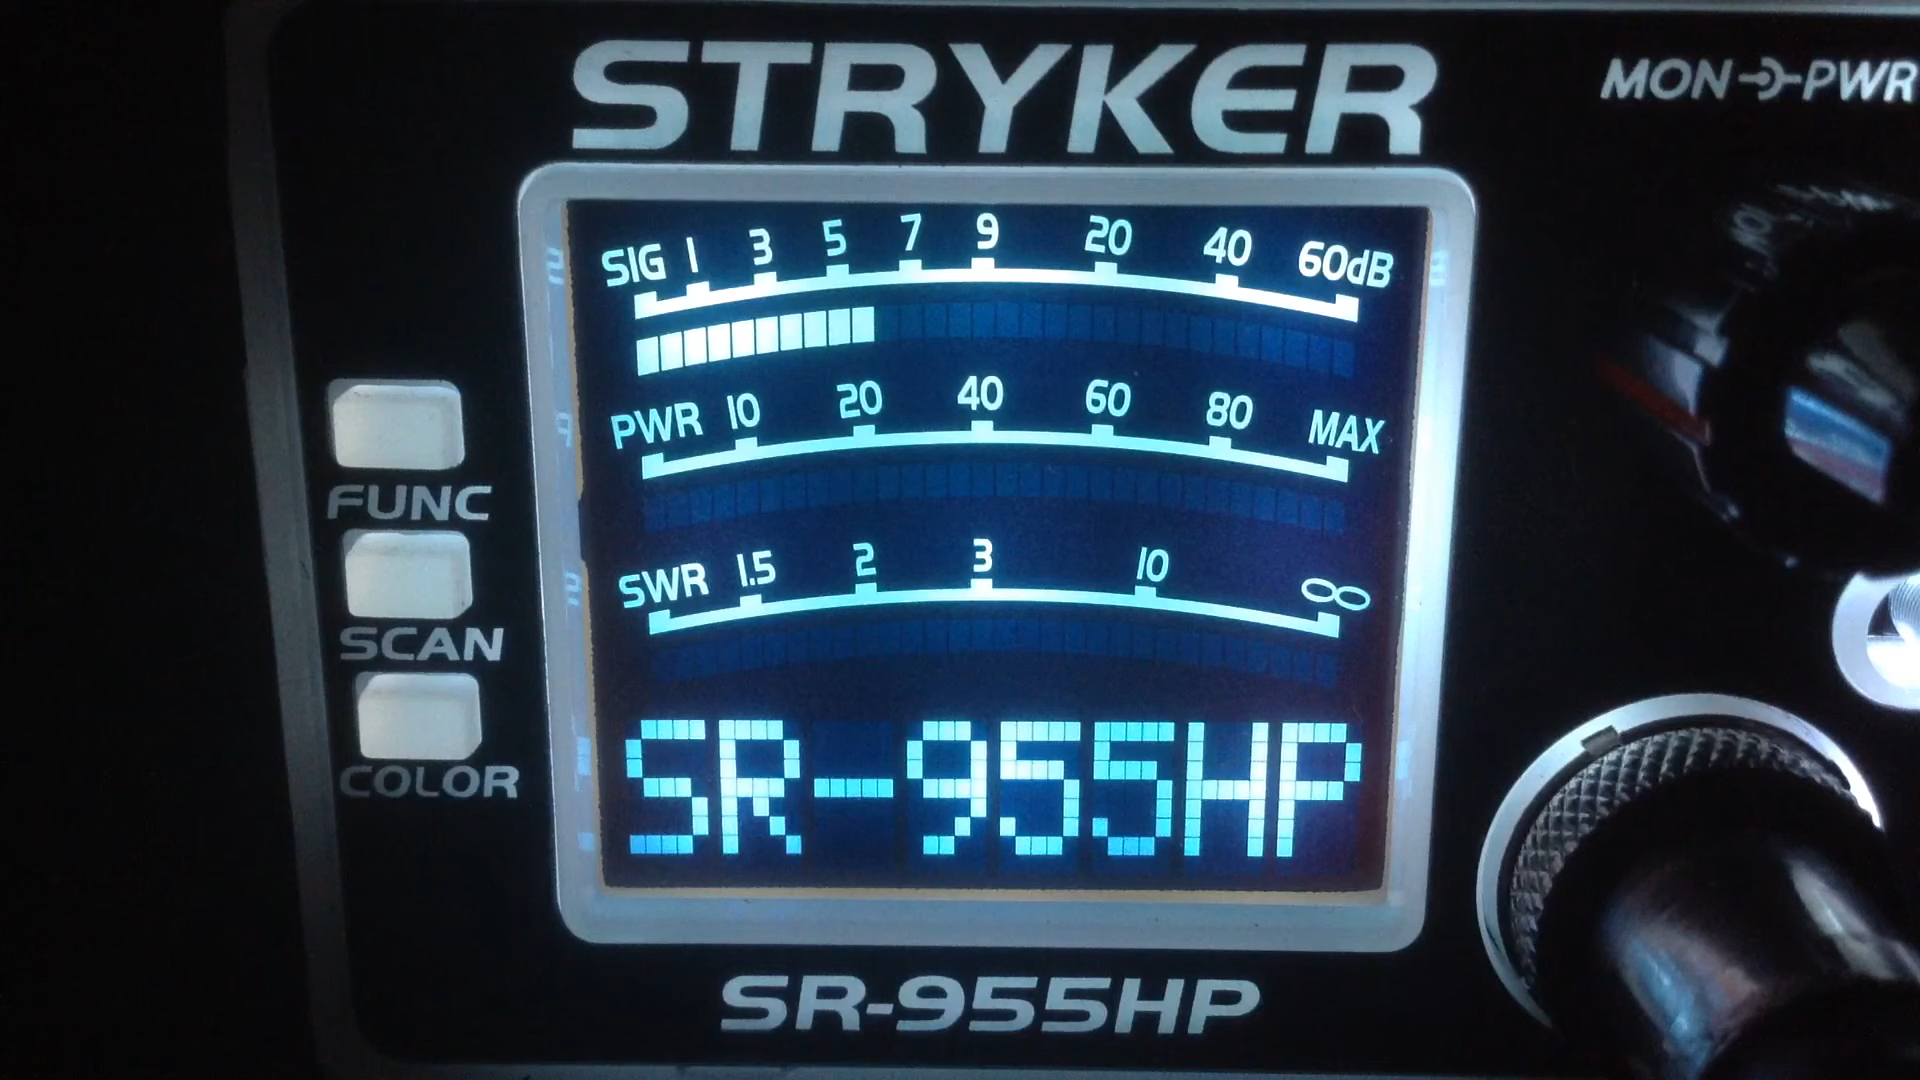 STRYKER
MON PWR
SIG 1 3 5 7 9 20 40 60dB
PWR 10 20 40 60 80 MAX
SWR 1.5 2 3 10 ∞
FUNC
SCAN
COLOR
SR-955HP
SR-955HP